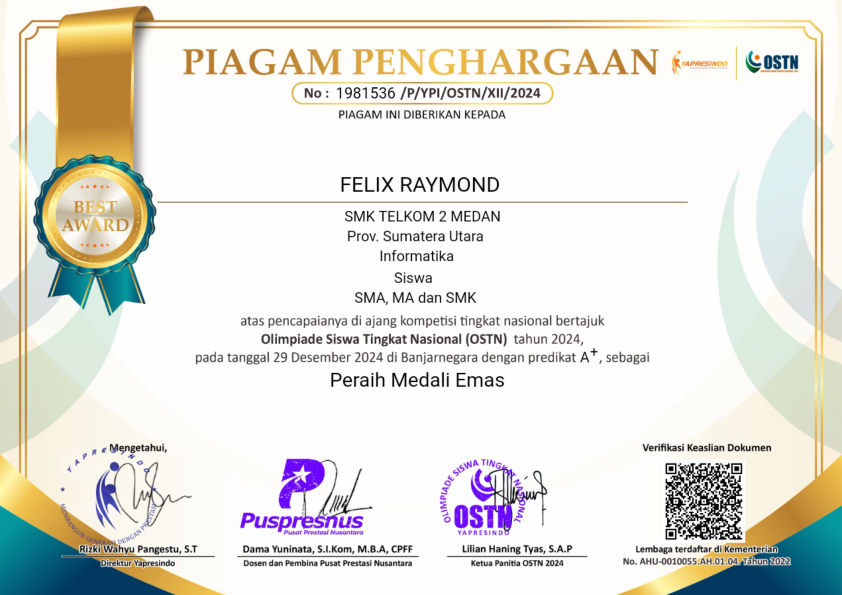 PIAGAM PENGHARGAAN
YAPRESINDO
OSTN
No : 1981536 /P/YPI/OSTN/XII/2024
PIAGAM INI DIBERIKAN KEPADA
BEST
AWARD
FELIX RAYMOND
SMK TELKOM 2 MEDAN
Prov. Sumatera Utara
Informatika
Siswa
SMA, MA dan SMK
atas pencapaianya di ajang kompetisi tingkat nasional bertajuk
Olimpiade Siswa Tingkat Nasional (OSTN) tahun 2024,
pada tanggal 29 Desember 2024 di Banjarnegara dengan predikat A+, sebagai
Peraih Medali Emas
Mengetahui,
YAPRESINDO
MEMBANGUN GENERASI DENGAN PRESTASI
Rizki Wahyu Pangestu, S.T
Direktur Yapresindo
Puspresnus
Pusat Prestasi Nusantara
Dama Yuninata, S.I.Kom, M.B.A, CPFF
Dosen dan Pembina Pusat Prestasi Nusantara
OLIMPIADE SISWA TINGKAT NASIONAL
OSTN
YAPRESINDO
Lilian Haning Tyas, S.A.P
Ketua Panitia OSTN 2024
Verifikasi Keaslian Dokumen
Lembaga terdaftar di Kementerian
No. AHU-0010055.AH.01.04. Tahun 2022